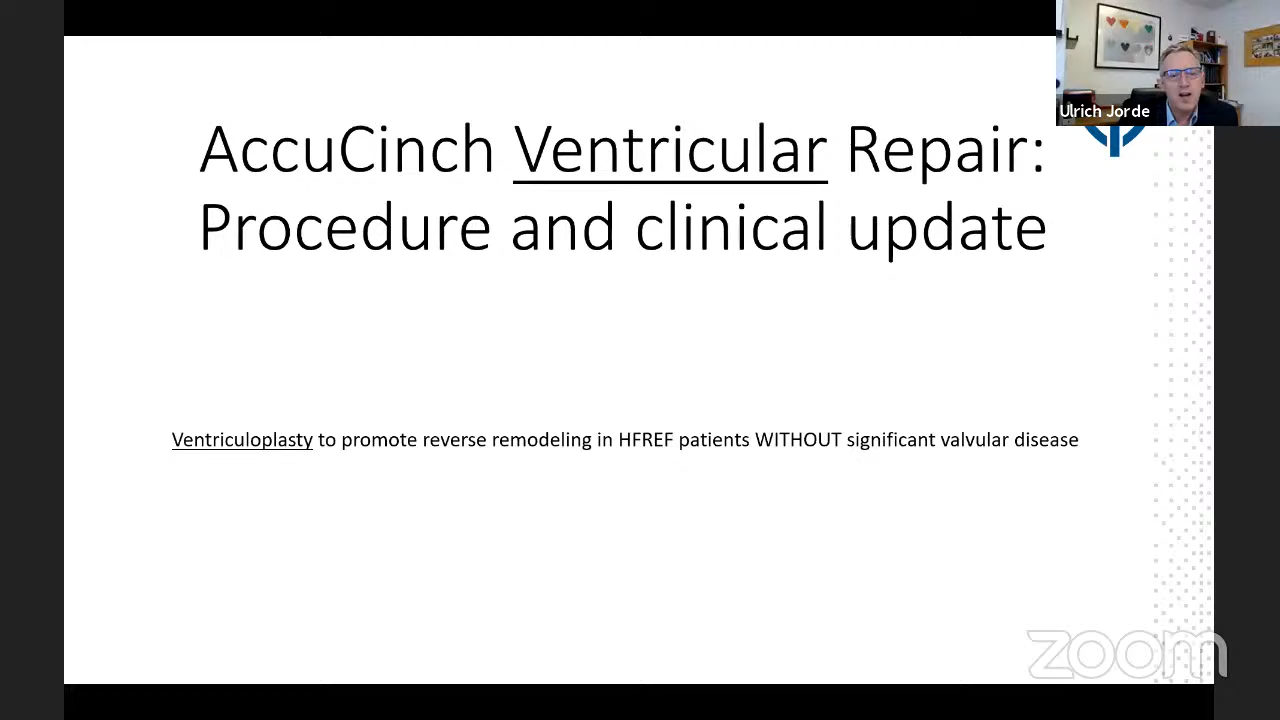 Ulrich Jorde
AccuCinch Ventricular Repair:
Procedure and clinical update
Ventriculoplasty to promote reverse remodeling in HFREF patients WITHOUT significant valvular disease
zoom